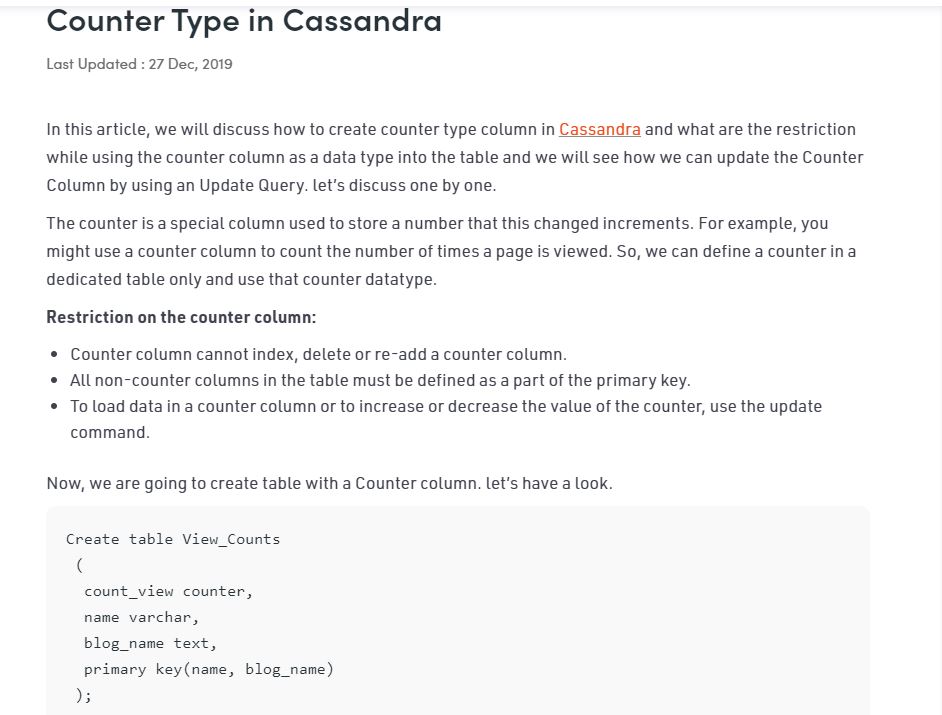 Counter Type in Cassandra
Last Updated : 27 Dec, 2019
In this article, we will discuss how to create counter type column in Cassandra and what are the restriction
while using the counter column as a data type into the table and we will see how we can update the Counter
Column by using an Update Query. let’s discuss one by one.
The counter is a special column used to store a number that this changed increments. For example, you
might use a counter column to count the number of times a page is viewed. So, we can define a counter in a
dedicated table only and use that counter datatype.
Restriction on the counter column:
• Counter column cannot index, delete or re-add a counter column.
• All non-counter columns in the table must be defined as a part of the primary key.
• To load data in a counter column or to increase or decrease the value of the counter, use the update
command.
Now, we are going to create table with a Counter column. let’s have a look.
Create table View_Counts
(
count_view counter,
name varchar,
blog_name text,
primary key(name, blog_name)
);